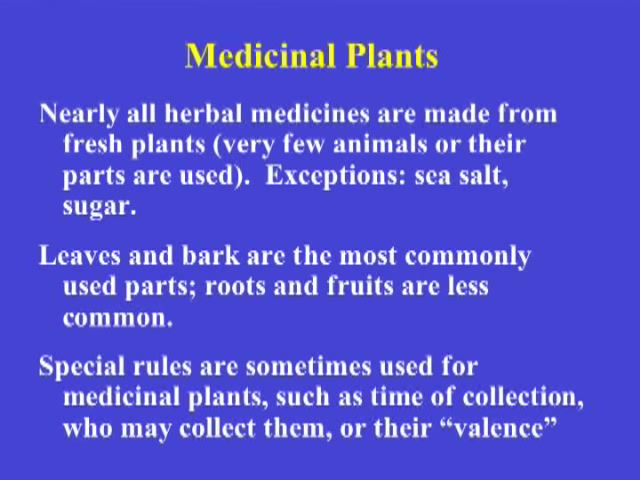 Medicinal Plants
Nearly all herbal medicines are made from
fresh plants (very few animals or their
parts are used).  Exceptions: sea salt,
sugar.
Leaves and bark are the most commonly
used parts; roots and fruits are less
common.
Special rules are sometimes used for
medicinal plants, such as time of collection,
who may collect them, or their “valence”